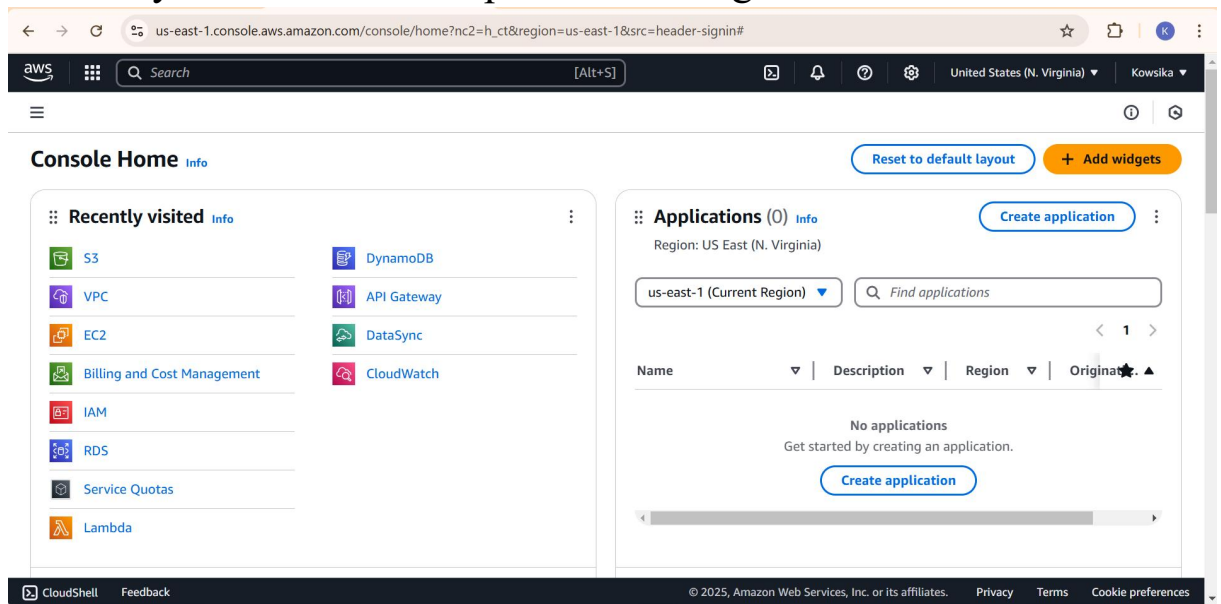 us-east-1.console.aws.amazon.com/console/home?nc2=h_ct&region=us-east-1&src=header-signin#
K
aws
Search
[Alt+S]
United States (N. Virginia)
Kowsika
Console Home Info
Reset to default layout
+ Add widgets
Recently visited Info
S3
VPC
EC2
Billing and Cost Management
IAM
RDS
Service Quotas
Lambda
DynamoDB
API Gateway
DataSync
CloudWatch
Applications (0) Info
Create application
Region: US East (N. Virginia)
us-east-1 (Current Region)
Find applications
1
Name
Description
Region
No applications
Get started by creating an application.
Create application
CloudShell
Feedback
© 2025, Amazon Web Services, Inc. or its affiliates.
Privacy
Terms
Cookie preferences